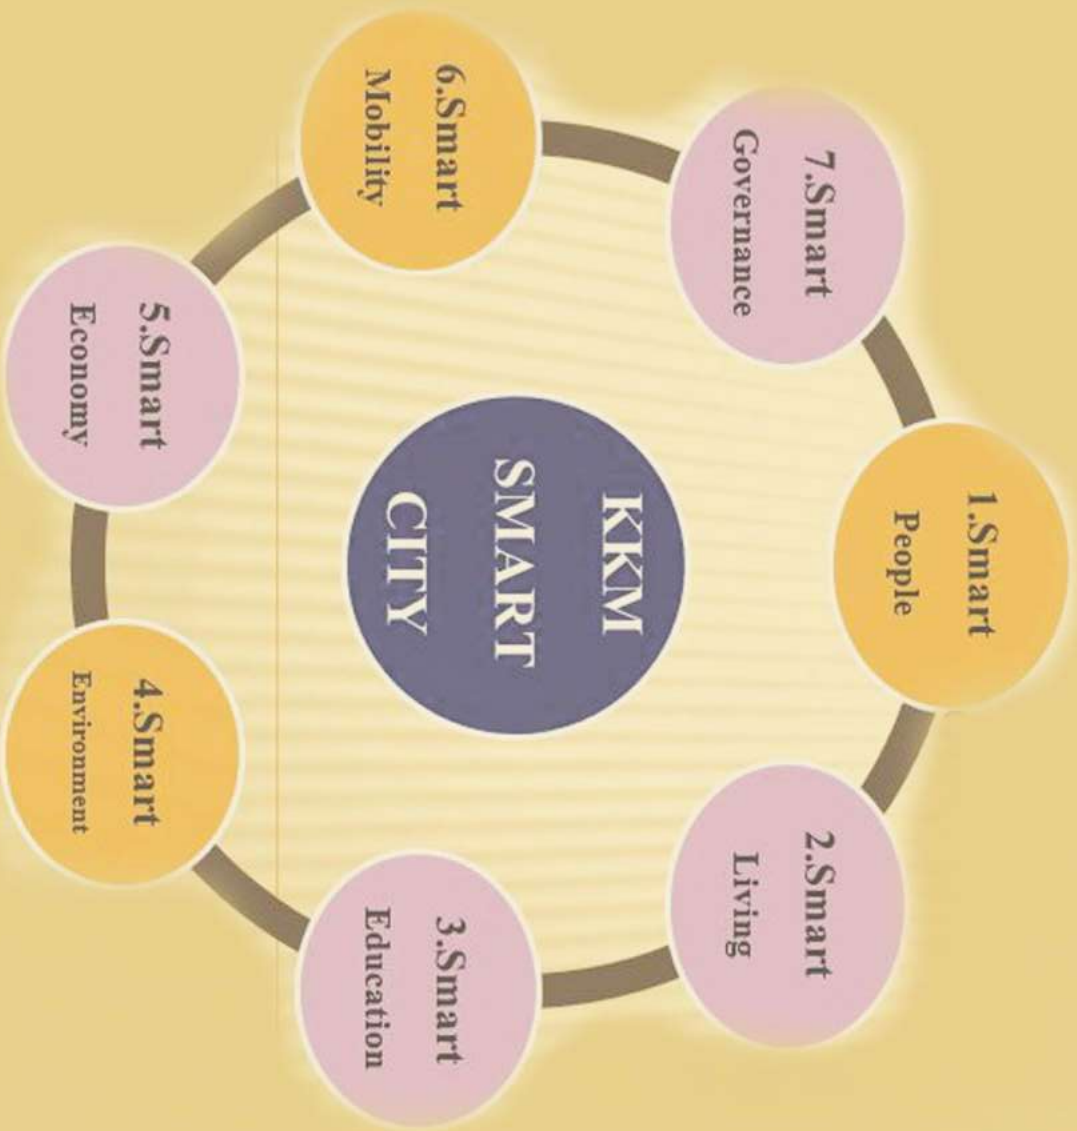 KKM
SMART
CITY
1.Smart
People
2.Smart
Living
3.Smart
Education
4.Smart
Environment
5.Smart
Economy
6.Smart
Mobility
7.Smart
Governance